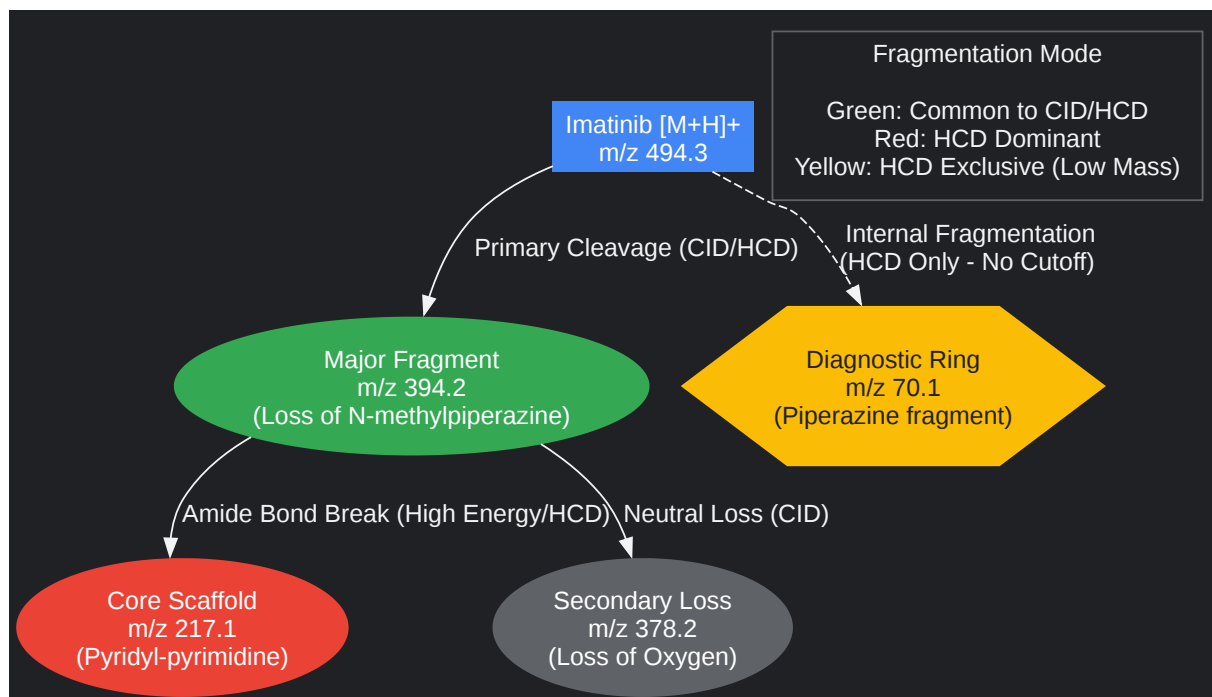 Fragmentation Mode
Green: Common to CID/HCD
Red: HCD Dominant
Yellow: HCD Exclusive (Low Mass)
Imatinib [M+H]+
m/z 494.3
Primary Cleavage (CID/HCD)
Internal Fragmentation
(HCD Only - No Cutoff)
Major Fragment
m/z 394.2
(Loss of N-methylpiperazine)
Diagnostic Ring
m/z 70.1
(Piperazine fragment)
Amide Bond Break (High Energy/HCD)
Neutral Loss (CID)
Core Scaffold
m/z 217.1
(Pyridyl-pyrimidine)
Secondary Loss
m/z 378.2
(Loss of Oxygen)